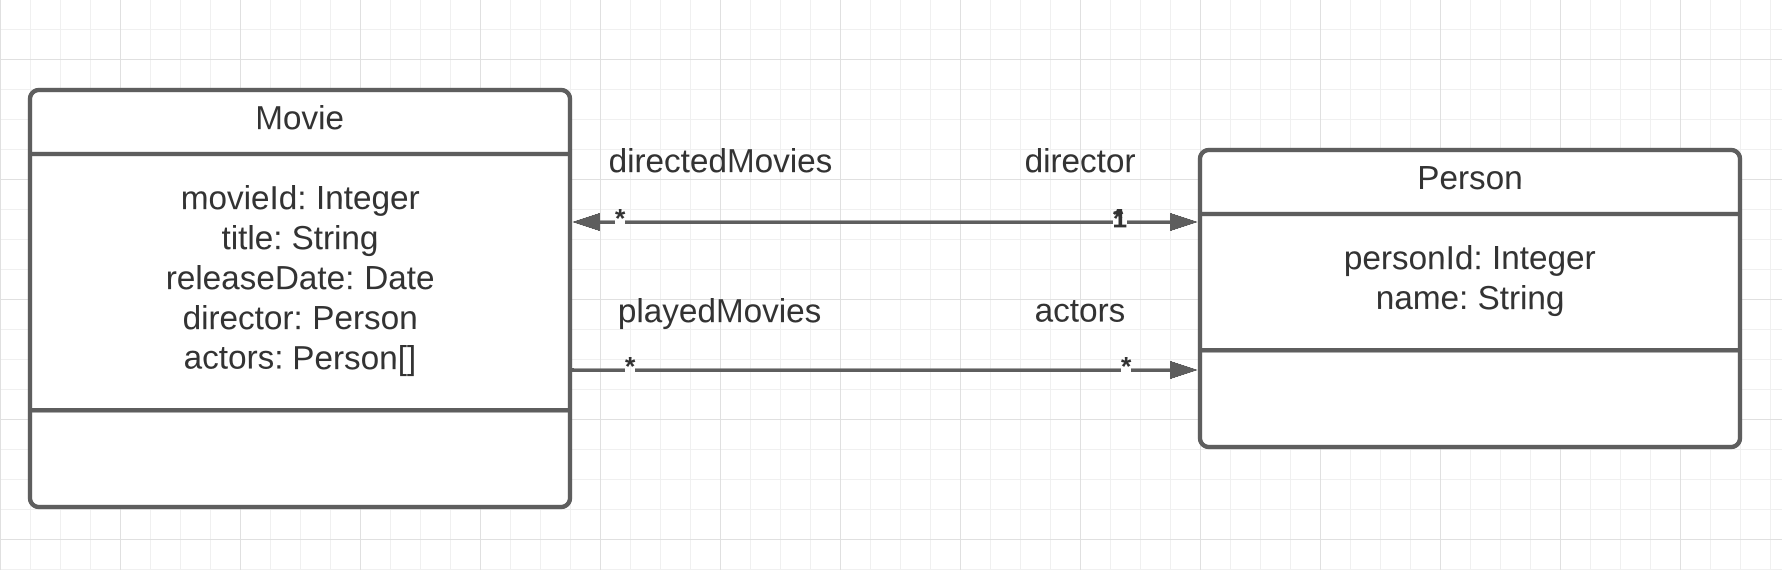 Movie
movieId: Integer
title: String
releaseDate: Date
director: Person
actors: Person[]
directedMovies
director
*
1
playedMovies
actors
*
*
Person
personId: Integer
name: String